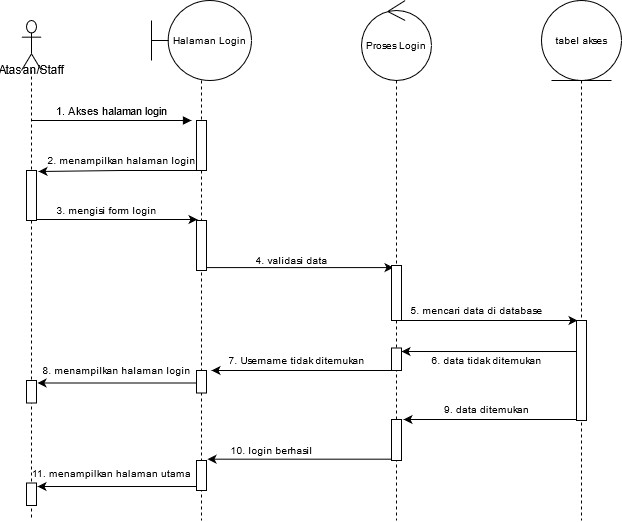 Halaman Login
Proses Login
tabel akses
Atasan/Staff
1. Akses halaman login
2. menampilkan halaman login
3. mengisi form login
4. validasi data
5. mencari data di database
6. data tidak ditemukan
7. Username tidak ditemukan
8. menampilkan halaman login
9. data ditemukan
10. login berhasil
11. menampilkan halaman utama